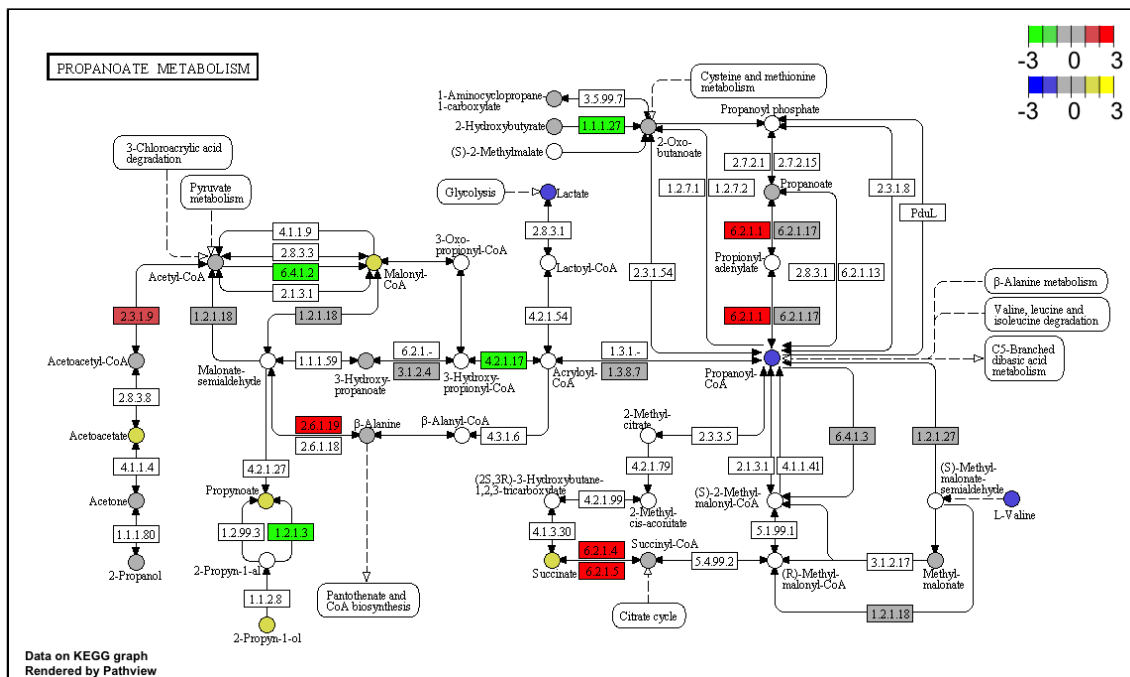 PROPANOATE METABOLISM
-3 0 3
-3 0 3
Cysteine and methionine
metabolism
1-Aminocyclopropane
1-carboxylate
3.5.99.7
Propanoyl phosphate
2-Hydroxybutyrate
1.1.1.27
2-Oxo-
butanoate
(S)-2-Methylmalate
3-Chloroacrylic acid
degradation
Pyruvate
metabolism
Glycolysis
Lactate
2.7.2.1
2.7.2.15
1.2.7.1
1.2.7.2
Propanoate
2.3.1.8
PduL
4.1.1.9
2.8.3.3
6.4.1.2
2.1.3.1
Acetyl-CoA
Malonyl-
CoA
3-Oxo-
propionyl-CoA
2.8.3.1
Lactoyl-CoA
6.2.1.1
6.2.1.17
Propionyl-
adenylate
2.3.1.54
2.8.3.1
6.2.1.13
β-Alanine metabolism
Valine, leucine and
isoleucine degradation
C5-Branched
dibasic acid
metabolism
2.3.1.9
1.2.1.18
1.2.1.18
4.2.1.54
6.2.1.1
6.2.1.17
Acetoacetyl-CoA
Malonate-
semialdehyde
1.1.1.59
3-Hydroxy-
propanoate
6.2.1.-
3.1.2.4
3-Hydroxy-
propionyl-CoA
4.2.1.17
Acryloyl-
CoA
1.3.1.-
1.3.8.7
Propanoyl-
CoA
2.8.3.8
Acetoacetate
2.6.1.19
2.6.1.18
β-Alanine
β-Alanyl-CoA
4.3.1.6
2-Methyl-
citrate
2.3.3.5
6.4.1.3
1.2.1.27
4.1.1.4
4.2.1.27
Acetone
Propynoate
(2S,3R)-3-Hydroxybutane-
1,2,3-tricarboxylate
4.2.1.79
2.1.3.1
4.1.1.41
(S)-Methyl-
malonate-
semialdehyde
4.2.1.99
2-Methyl-
cis-aconitate
(S)-2-Methyl-
malonyl-CoA
L-Valine
1.1.1.80
1.2.99.3
1.2.1.3
4.1.3.30
5.1.99.1
2-Propanol
2-Propyn-1-al
Succinate
6.2.1.4
6.2.1.5
Succinyl-CoA
5.4.99.2
(R)-Methyl-
malonyl-CoA
3.1.2.17
Methyl-
malonate
1.1.2.8
Pantothenate and
CoA biosynthesis
Citrate cycle
1.2.1.18
2-Propyn-1-ol
Data on KEGG graph
Rendered by Pathview